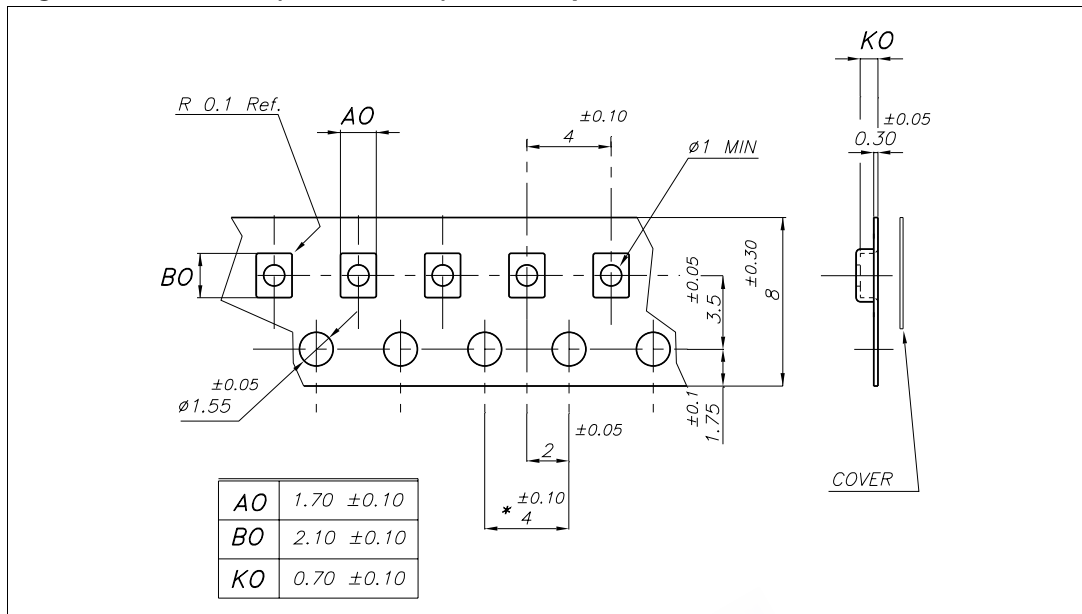 KO
R 0.1 Ref.
AO
±0.10
4
ø1 MIN
±0.05
0.30
BO
±0.05
3.5
±0.30
8
±0.05
ø1.55
±0.1
1.75
±0.05
2
±0.10
* 4
COVER
AO 1.70 ±0.10
BO 2.10 ±0.10
KO 0.70 ±0.10